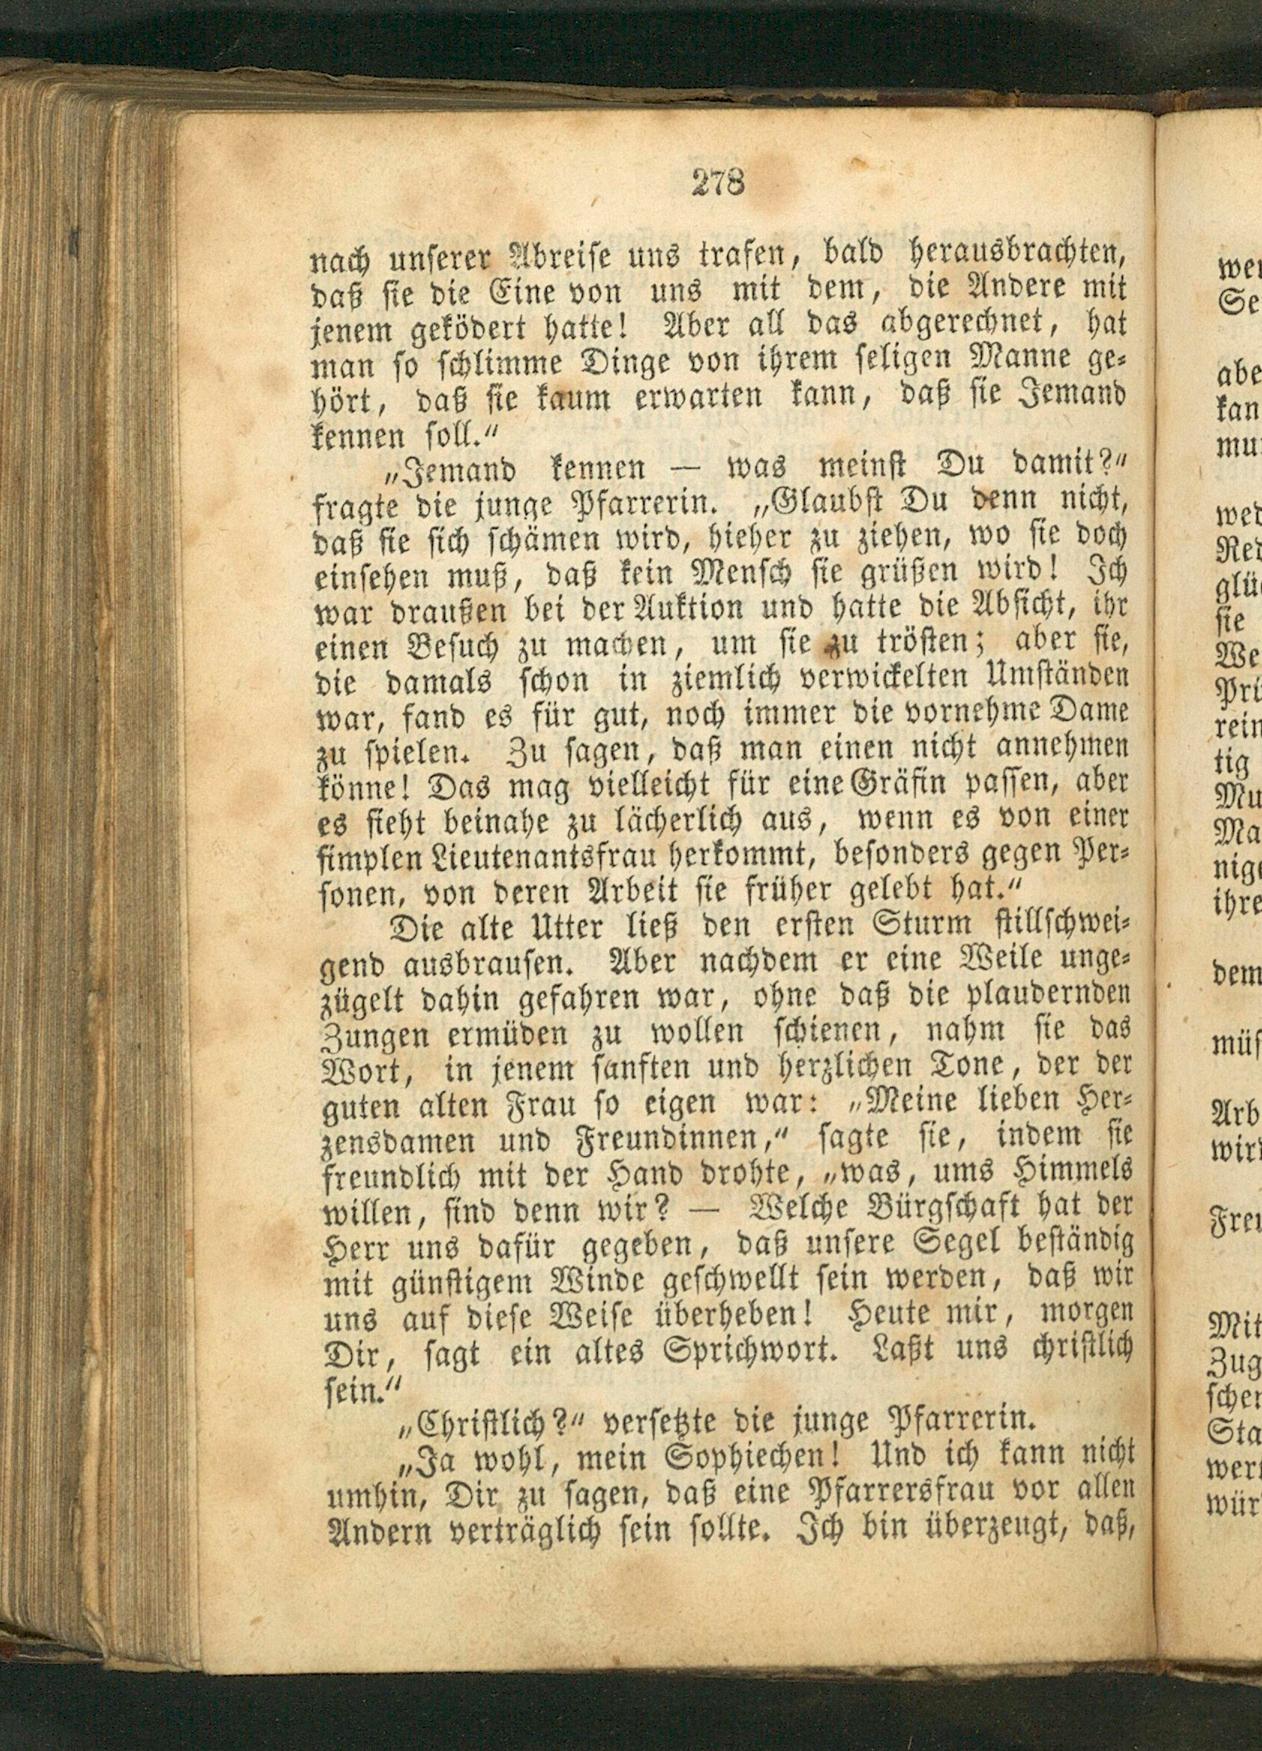 278
nach unserer Abreise uns trafen, bald herausbrachten,
daß sie die Eine von uns mit dem, die Andere mit
jenem geködert hatte! Aber all das abgerechnet, hat
man so schlimme Dinge von ihrem seligen Manne ge-
hört, daß sie kaum erwarten kann, daß sie Jemand
kennen soll.“
„Jemand kennen — was meinst Du damit?“
fragte die junge Pfarrerin. „Glaubst Du denn nicht,
daß sie sich schämen wird, hieher zu ziehen, wo sie doch
einsehen muß, daß kein Mensch sie grüßen wird! Ich
war draußen bei der Auktion und hatte die Absicht, ihr
einen Besuch zu machen, um sie zu trösten; aber sie,
die damals schon in ziemlich verwickelten Umständen
war, fand es für gut, noch immer die vornehme Dame
zu spielen. Zu sagen, daß man einen nicht annehmen
könne! Das mag vielleicht für eine Gräfin passen, aber
es sieht beinahe zu lächerlich aus, wenn es von einer
simplen Lieutenantsfrau herkommt, besonders gegen Per-
sonen, von deren Arbeit sie früher gelebt hat.“
Die alte Utter ließ den ersten Sturm stillschwei-
gend ausbrausen. Aber nachdem er eine Weile unge-
zügelt dahin gefahren war, ohne daß die plaudernden
Zungen ermüden zu wollen schienen, nahm sie das
Wort, in jenem sanften und herzlichen Tone, der der
guten alten Frau so eigen war: „Meine lieben Her-
zensdamen und Freundinnen,“ sagte sie, indem sie
freundlich mit der Hand drohte, „was, ums Himmels
willen, sind denn wir? — Welche Bürgschaft hat der
Herr uns dafür gegeben, daß unsere Segel beständig
mit günstigem Winde geschwellt sein werden, daß wir
uns auf diese Weise überheben! Heute mir, morgen
Dir, sagt ein altes Sprichwort. Laßt uns christlich
sein.“
„Christlich?“ versetzte die junge Pfarrerin.
„Ja wohl, mein Sophiechen! Und ich kann nicht
umhin, Dir zu sagen, daß eine Pfarrersfrau vor allen
Andern verträglich sein sollte. Ich bin überzeugt, daß,